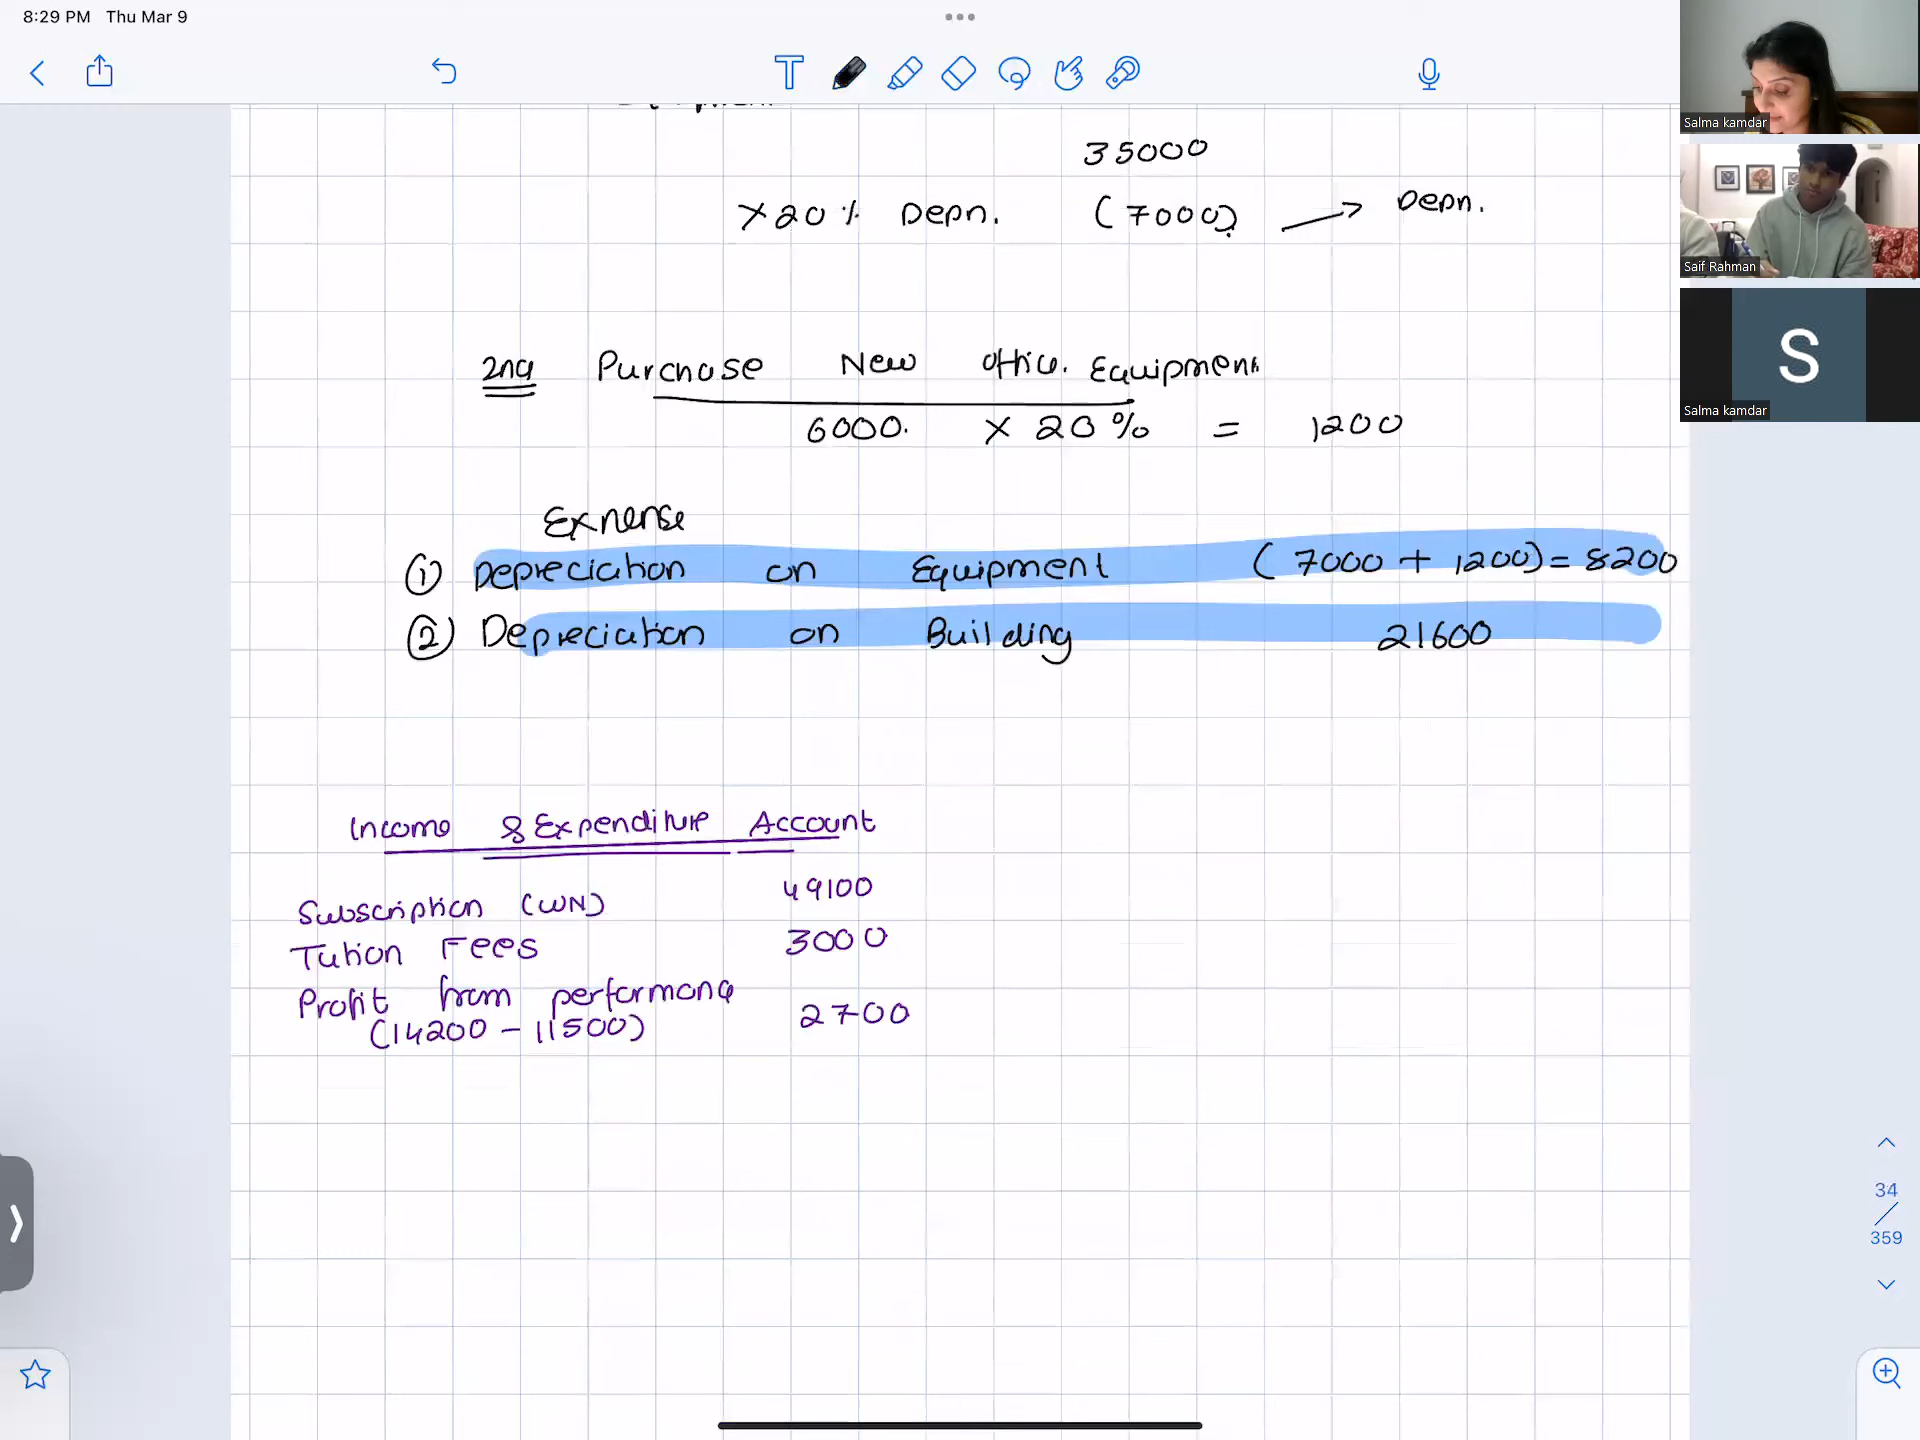 8:29 PM Thu Mar 9
35000
X 20% Depn. (7000) → Depn.
2nd Purchase New Office. Equipment
6000. X 20% = 1200
Expense
① Depreciation on Equipment (7000 + 1200) = 8200
② Depreciation on Building 21600
Income & Expenditure Account
Subscription (WN) 49100
Tution Fees 3000
Profit from performance 2700
(14200 - 11500)
Salma kamdar
Saif Rahman
S
Salma kamdar
34
/
359